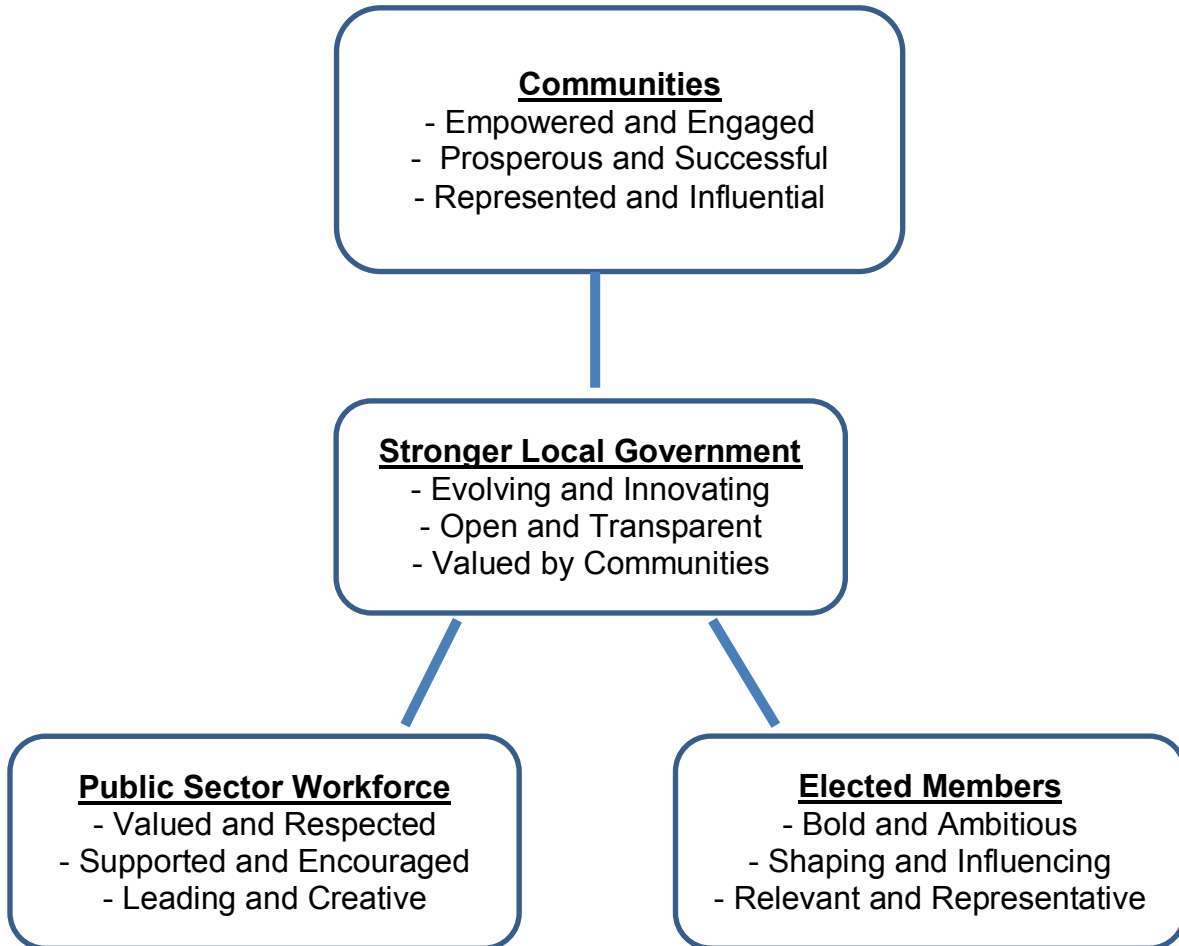 Communities
- Empowered and Engaged
-  Prosperous and Successful
- Represented and Influential
Stronger Local Government
- Evolving and Innovating
- Open and Transparent
- Valued by Communities
Public Sector Workforce
- Valued and Respected
- Supported and Encouraged
- Leading and Creative
Elected Members
- Bold and Ambitious
- Shaping and Influencing
- Relevant and Representative